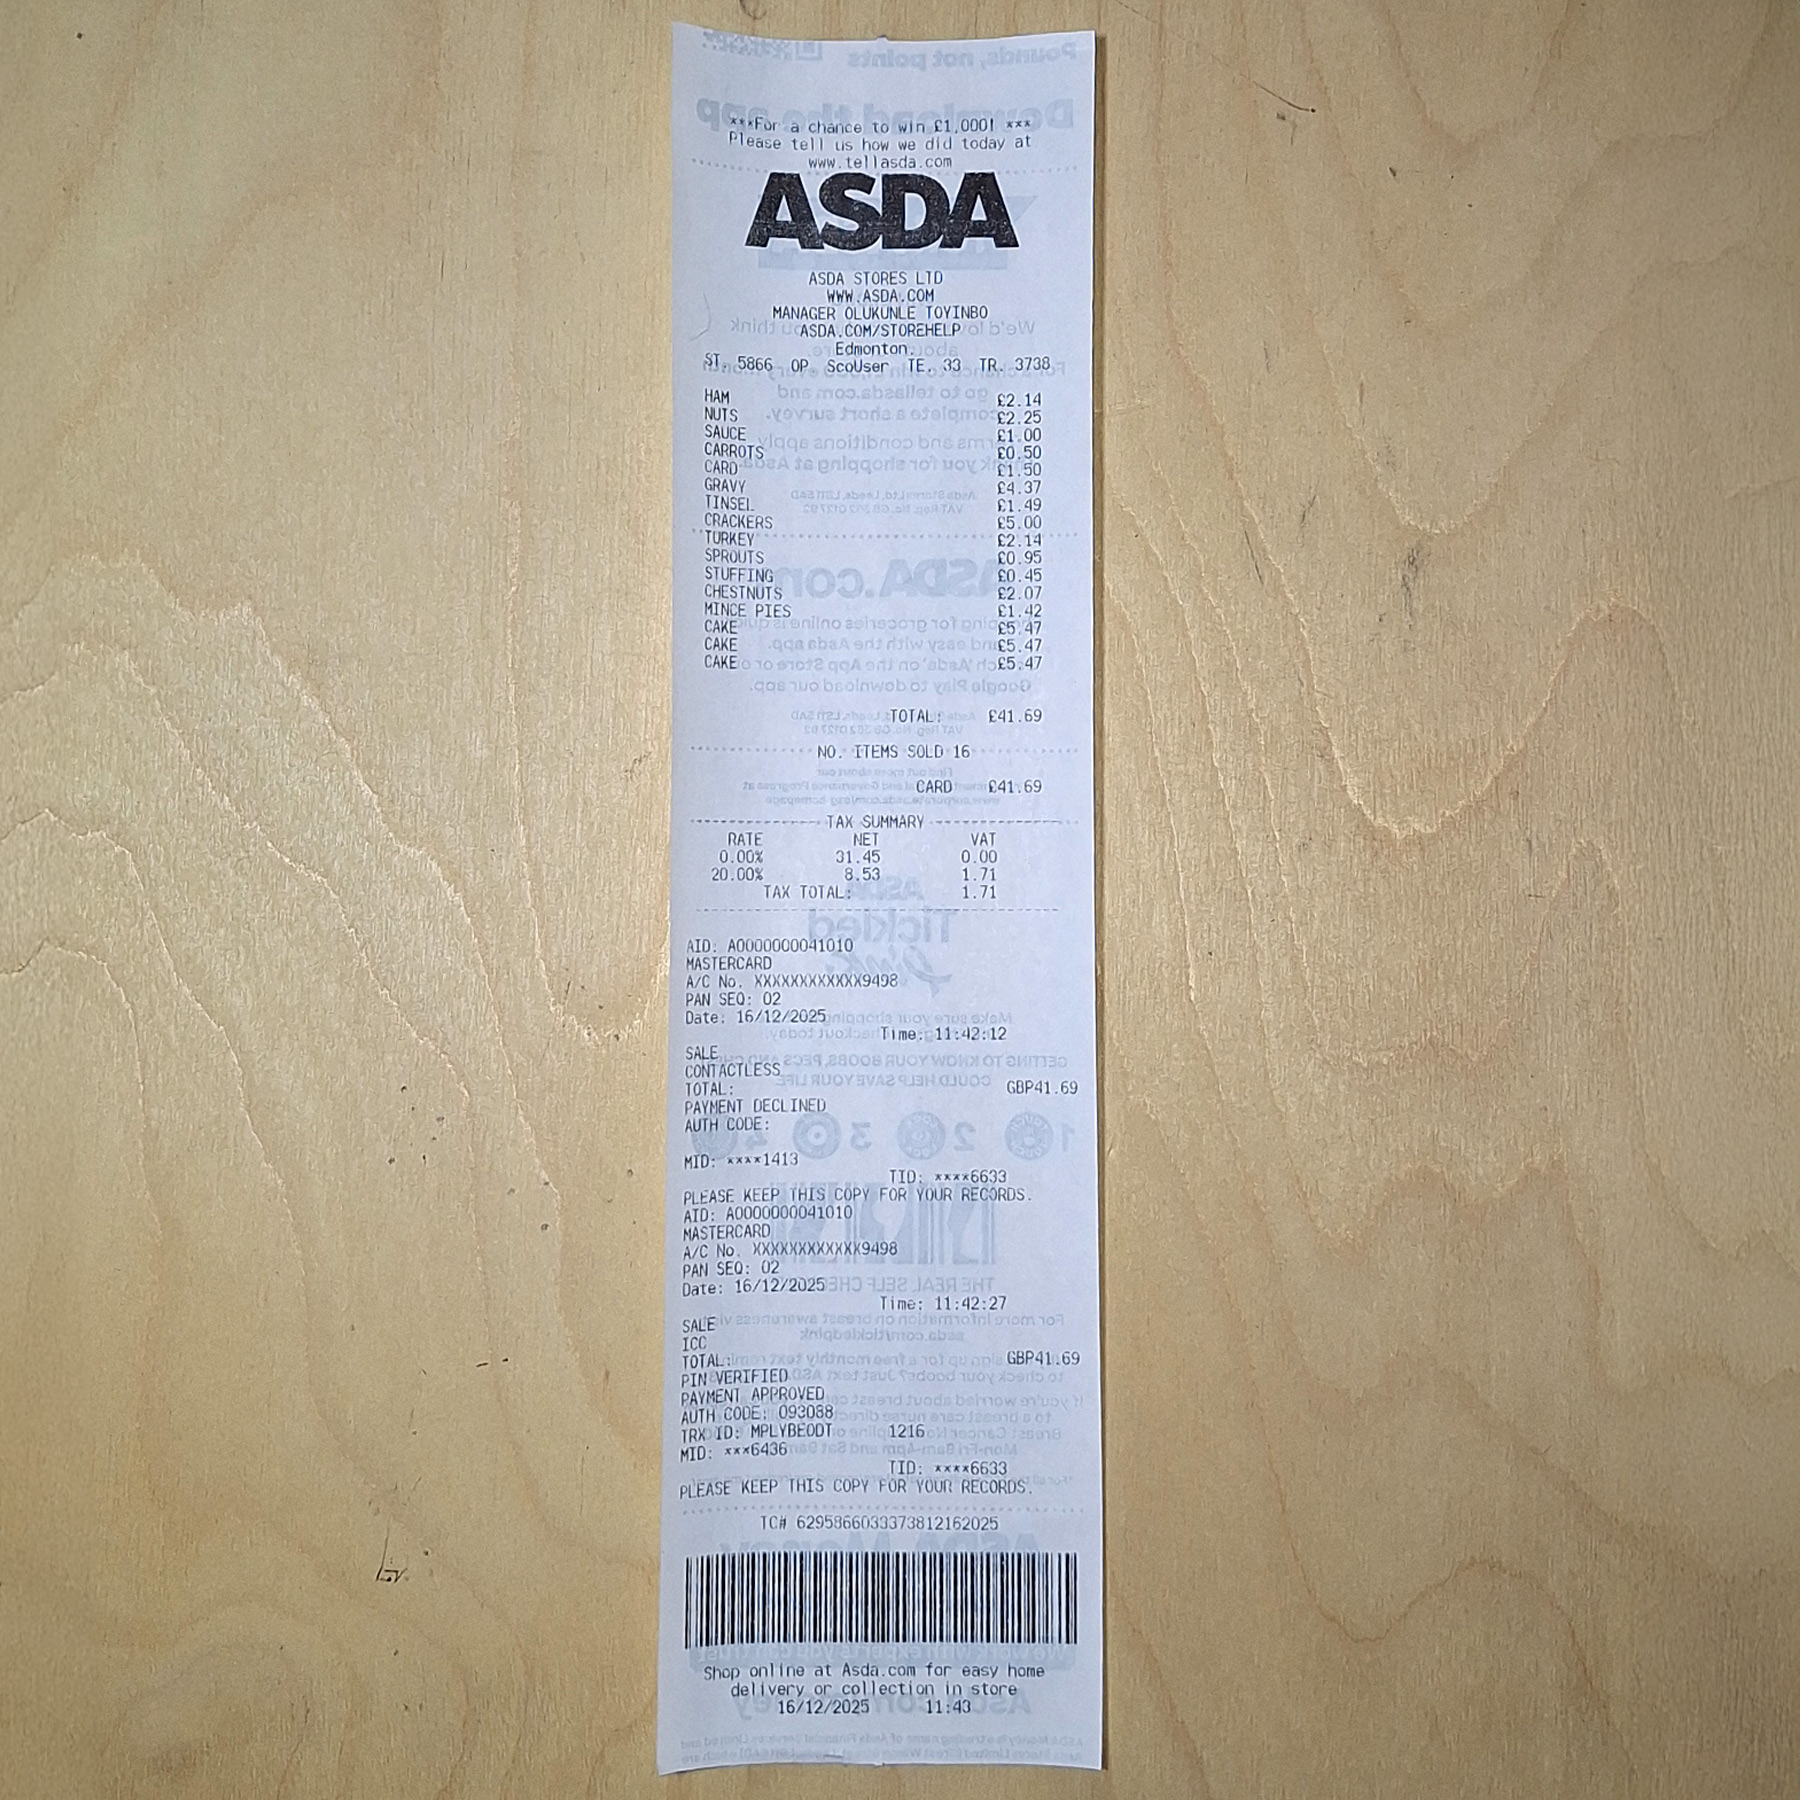 ***For a chance to win £1,000! ***
Please tell us how we did today at
www.tellasda.com
ASDA
ASDA STORES LTD
WWW.ASDA.COM
MANAGER OLUKUNLE TOYINBO
ASDA.COM/STOREHELP
Edmonton.
ST. 5866 OP. ScoUser TE. 33 TR. 3738
HAM £2.14
NUTS £2.25
SAUCE £1.00
CARROTS £0.50
CARD £1.50
GRAVY £4.37
TINSEL £1.49
CRACKERS £5.00
TURKEY £2.14
SPROUTS £0.95
STUFFING £0.45
CHESTNUTS £2.07
MINCE PIES £1.42
CAKE £5.47
CAKE £5.47
CAKE £5.47
TOTAL: £41.69
NO. ITEMS SOLD 16
CARD £41.69
TAX SUMMARY
RATE NET VAT
0.00% 31.45 0.00
20.00% 8.53 1.71
TAX TOTAL: 1.71
AID: A0000000041010
MASTERCARD
A/C No. XXXXXXXXXXXX9498
PAN SEQ: 02
Date: 16/12/2025
Time: 11:42:12
SALE
CONTACTLESS
TOTAL: GBP41.69
PAYMENT DECLINED
AUTH CODE:
MID: ****1413
TID: ****6633
PLEASE KEEP THIS COPY FOR YOUR RECORDS.
AID: A0000000041010
MASTERCARD
A/C No. XXXXXXXXXXXX9498
PAN SEQ: 02
Date: 16/12/2025
Time: 11:42:27
SALE
ICC
TOTAL: GBP41.69
PIN VERIFIED
PAYMENT APPROVED
AUTH CODE: 093088
TRX ID: MPLYBEODT 1216
MID: ***6436
TID: ****6633
PLEASE KEEP THIS COPY FOR YOUR RECORDS.
TC# 62958660333738121​62025
Shop online at Asda.com for easy home
delivery or collection in store
16/12/2025 11:43